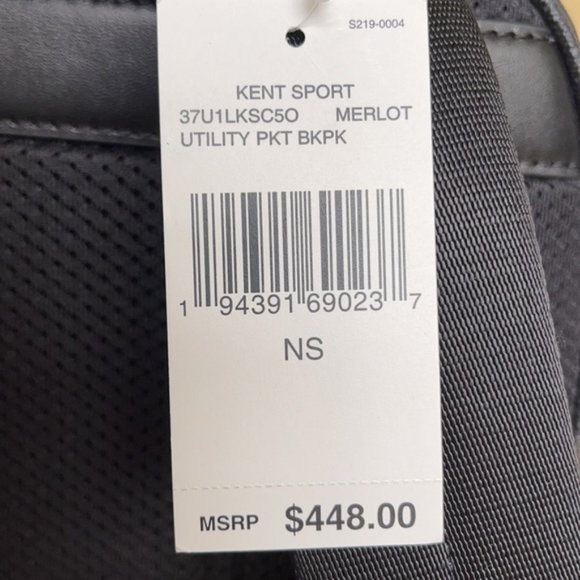 S219-0004
KENT SPORT
37U1LKSC5O MERLOT
UTILITY PKT BKPK
1 94391 69023 7
NS
MSRP $448.00